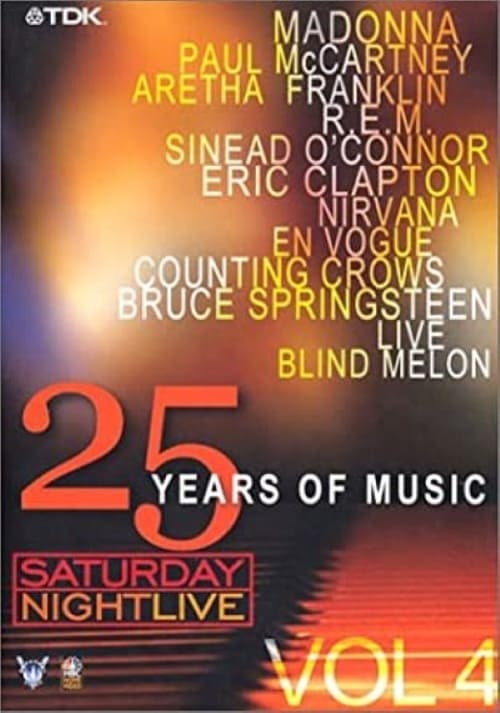 TDK
MADONNA
PAUL McCARTNEY
ARETHA FRANKLIN
R.E.M.
SINEAD O'CONNOR
ERIC CLAPTON
NIRVANA
EN VOGUE
COUNTING CROWS
BRUCE SPRINGSTEEN
LIVE
BLIND MELON
25
YEARS OF MUSIC
SATURDAY
NIGHTLIVE
VOL 4